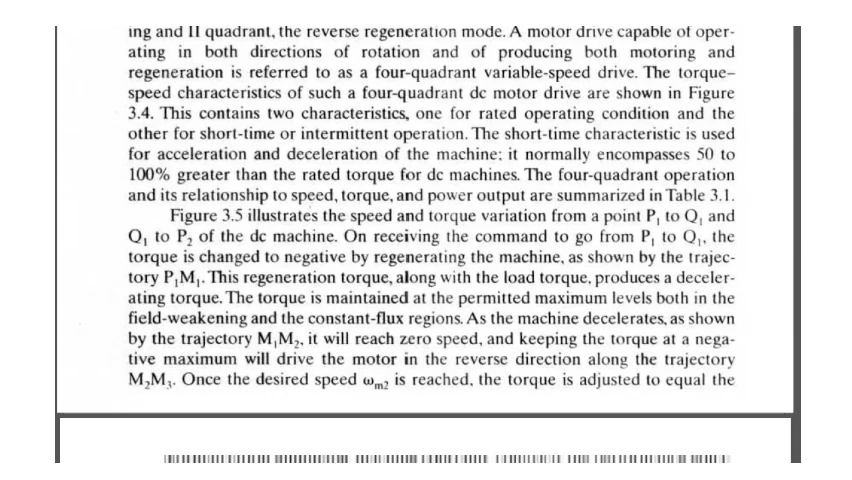 ing and II quadrant, the reverse regeneration mode. A motor drive capable of oper-
ating in both directions of rotation and of producing both motoring and
regeneration is referred to as a four-quadrant variable-speed drive. The torque–
speed characteristics of such a four-quadrant dc motor drive are shown in Figure
3.4. This contains two characteristics, one for rated operating condition and the
other for short-time or intermittent operation. The short-time characteristic is used
for acceleration and deceleration of the machine; it normally encompasses 50 to
100% greater than the rated torque for dc machines. The four-quadrant operation
and its relationship to speed, torque, and power output are summarized in Table 3.1.
Figure 3.5 illustrates the speed and torque variation from a point P₁ to Q₁ and
Q₁ to P₂ of the dc machine. On receiving the command to go from P₁ to Q₁, the
torque is changed to negative by regenerating the machine, as shown by the trajec-
tory P₁M₁. This regeneration torque, along with the load torque, produces a deceler-
ating torque. The torque is maintained at the permitted maximum levels both in the
field-weakening and the constant-flux regions. As the machine decelerates, as shown
by the trajectory M₁M₂, it will reach zero speed, and keeping the torque at a nega-
tive maximum will drive the motor in the reverse direction along the trajectory
M₂M₃. Once the desired speed ωₘ₂ is reached, the torque is adjusted to equal the